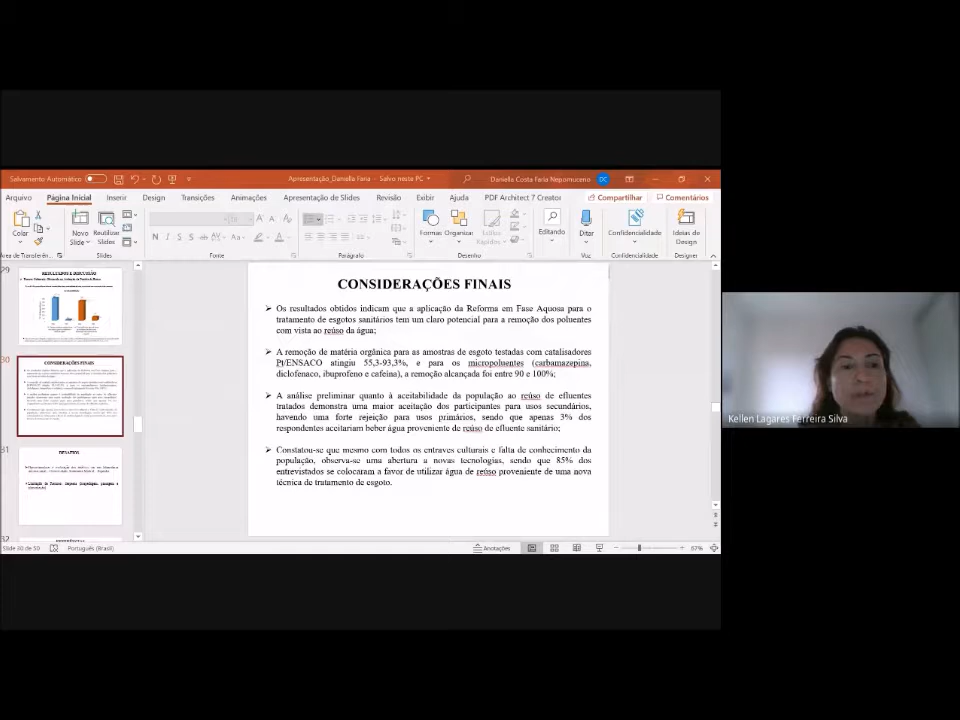 Salvamento Automático
Apresentação_Daniella Faria - Salvo neste PC
Daniella Costa Faria Nepomuceno
DC
Arquivo
Página Inicial
Inserir
Design
Transições
Animações
Apresentação de Slides
Revisão
Exibir
Ajuda
PDF Architect 7 Creator
Compartilhar
Comentários
Colar
Novo
Slide
Reutilizar
Slides
Formas
Organizar
Estilos
Rápidos
Editando
Ditar
Confidencialidade
Ideias de
Design
Área de Transferên...
Slides
Fonte
Parágrafo
Desenho
Voz
Confidencialidade
Designer
29
RESULTADOS E DISCUSSÃO
30
CONSIDERAÇÕES FINAIS
31
DESAFIOS
32
CONSIDERAÇÕES FINAIS
Os resultados obtidos indicam que a aplicação da Reforma em Fase Aquosa para o
tratamento de esgotos sanitários tem um claro potencial para a remoção dos poluentes
com vista ao reúso da água;
A remoção de matéria orgânica para as amostras de esgoto testadas com catalisadores
Pt/ENSACO atingiu 55,3-93,3%, e para os micropoluentes (carbamazepina,
diclofenaco, ibuprofeno e cafeína), a remoção alcançada foi entre 90 e 100%;
A análise preliminar quanto à aceitabilidade da população ao reúso de efluentes
tratados demonstra uma maior aceitação dos participantes para usos secundários,
havendo uma forte rejeição para usos primários, sendo que apenas 3% dos
respondentes aceitariam beber água proveniente de reúso de efluente sanitário;
Constatou-se que mesmo com todos os entraves culturais e falta de conhecimento da
população, observa-se uma abertura a novas tecnologias, sendo que 85% dos
entrevistados se colocaram a favor de utilizar água de reúso proveniente de uma nova
técnica de tratamento de esgoto.
Kellen Lagares Ferreira Silva
Slide 30 de 50
Português (Brasil)
Anotações
57%